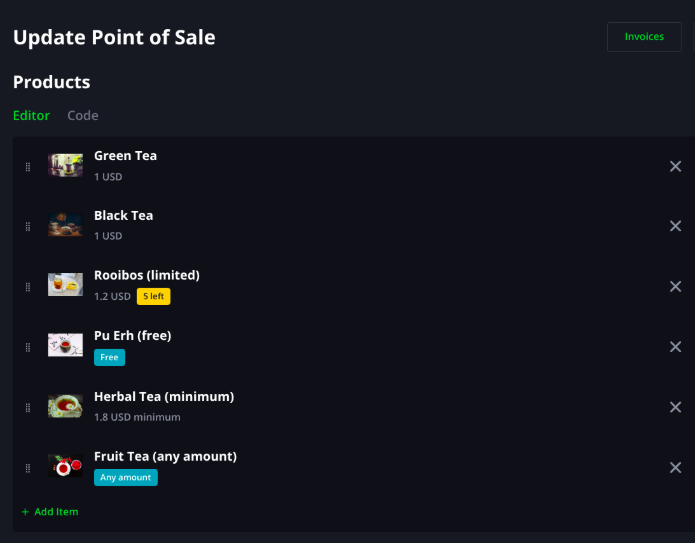 Update Point of Sale
Invoices
Products
Editor Code
Green Tea
1 USD
Black Tea
1 USD
Rooibos (limited)
1.2 USD 5 left
Pu Erh (free)
Free
Herbal Tea (minimum)
1.8 USD minimum
Fruit Tea (any amount)
Any amount
+ Add Item